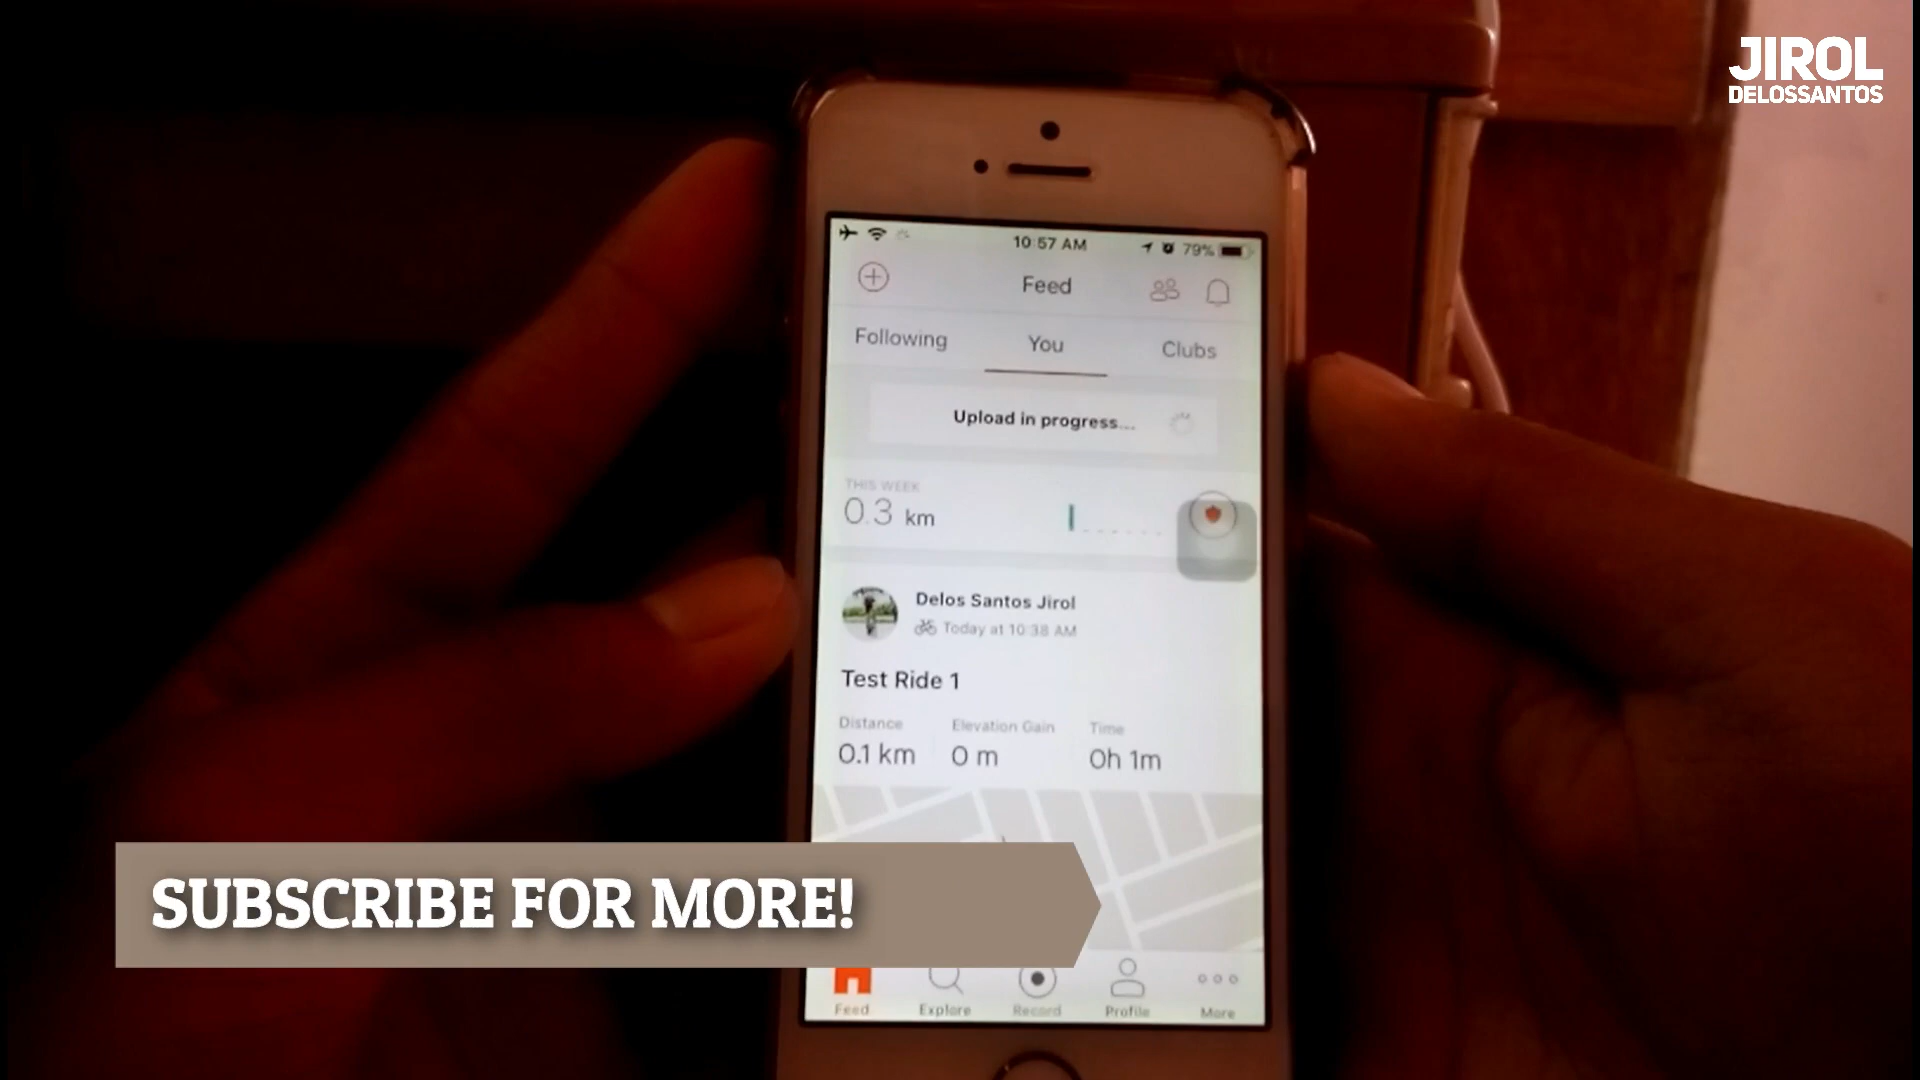 JIROL
DELOSSANTOS
10:57 AM
79%
Feed
Following
You
Clubs
Upload in progress...
THIS WEEK
0.3 km
Delos Santos Jirol
Today at 10:38 AM
Test Ride 1
Distance
Elevation Gain
Time
0.1 km
0 m
0h 1m
SUBSCRIBE FOR MORE!
Feed
Explore
Record
Profile
More